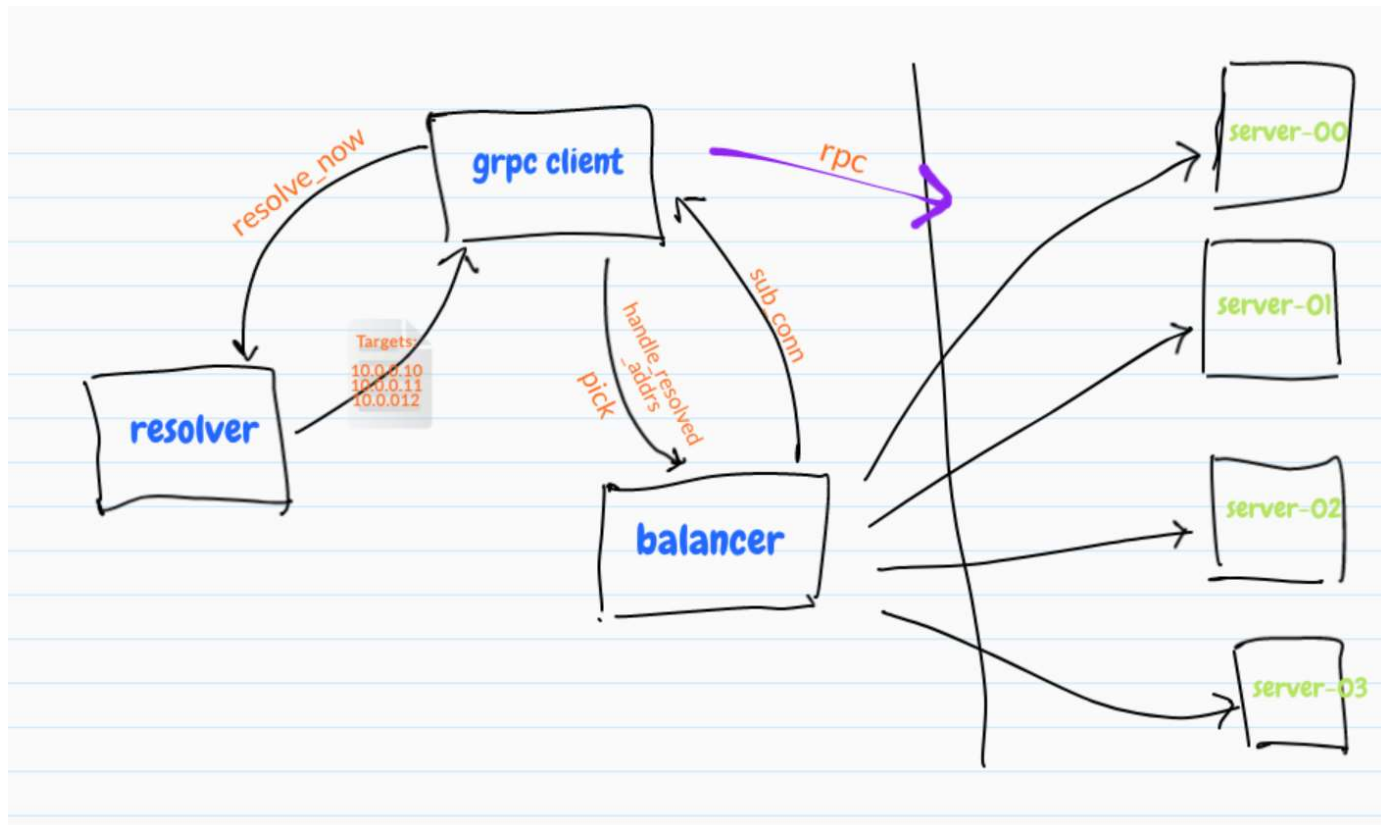 server-00
grpc client
rpc
resolve_now
sub_conn
server-01
handle_resolved
_addrs
pick
Targets:
10.0.0.10
10.0.0.11
10.0.012
resolver
server-02
balancer
server-03